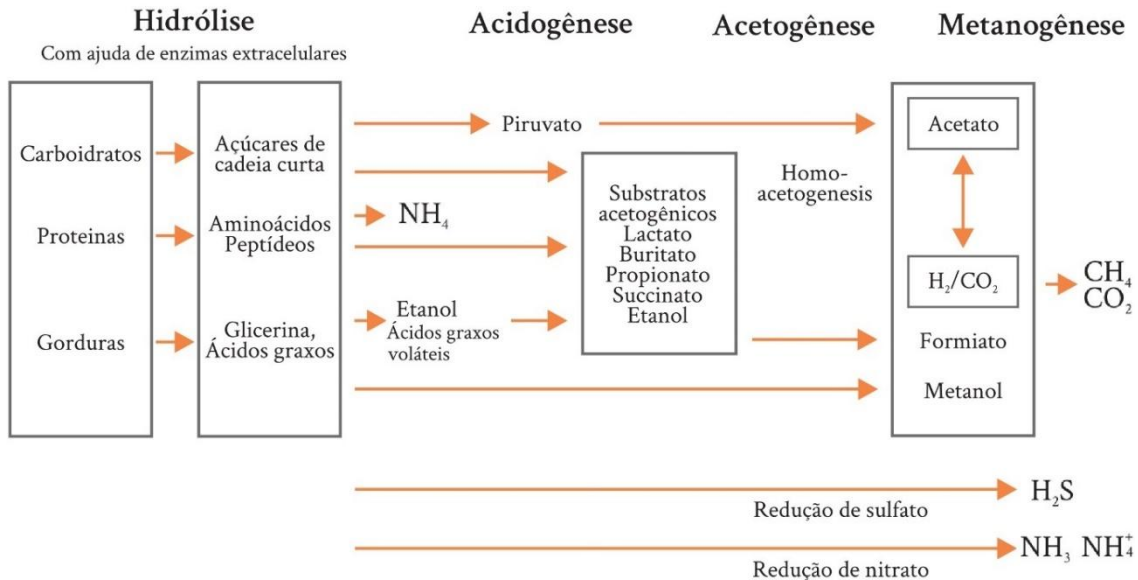 Hidrólise
Com ajuda de enzimas extracelulares
Acidogênese
Acetogênese
Metanogênese
Carboidratos
Proteinas
Gorduras
Açúcares de
cadeia curta
Aminoácidos
Peptídeos
Glicerina,
Ácidos graxos
Piruvato
NH₄
Etanol
Ácidos graxos
voláteis
Substratos
acetogênicos
Lactato
Buritato
Propionato
Succinato
Etanol
Homo-
acetogenesis
Acetato
H₂/CO₂
Formiato
Metanol
CH₄
CO₂
Redução de sulfato
H₂S
Redução de nitrato
NH₃ NH₄⁺